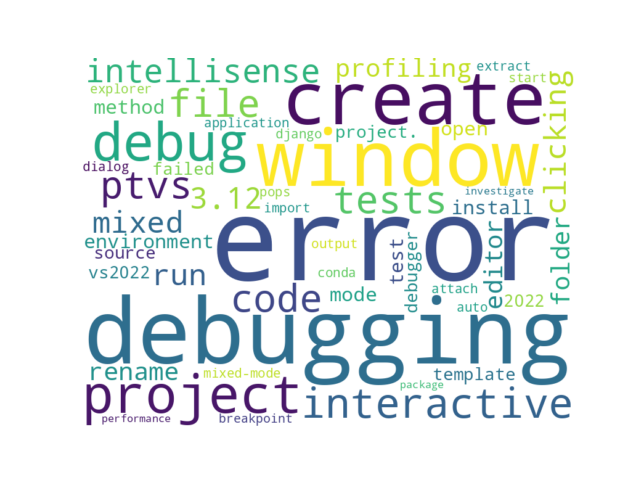 intellisense
profiling
extract
start
explorer
method
file
create
clicking
application
debug
window
django
project.
open
dialog
failed
ptvs
3.12
pops
tests
investigate
import
install
mixed
error
environment
source
output
test
debugger
editor
folder
vs2022
run
conda
code
mode
attach
auto
2022
debugging
rename
mixed-mode
template
project
package
interactive
performance
breakpoint